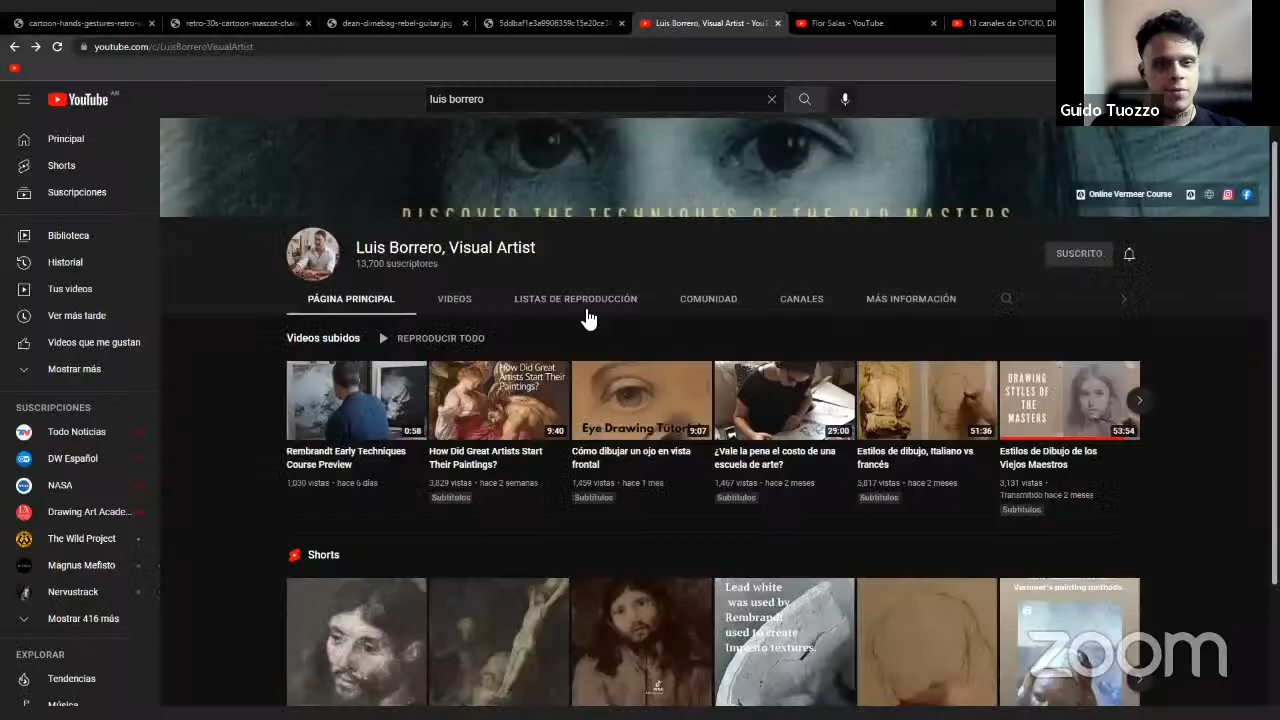 cartoon-hands-gestures-retro-s
retro-30s-cartoon-mascot-char
dean-dimebag-rebel-guitar.jpg
5ddbaf1e3a9906359c15e20ce7
Luis Borrero, Visual Artist - YouT
Flor Salas - YouTube
13 canales de OFICIO, DI
youtube.com/c/LuisBorreroVisualArtist
Guido Tuozzo
YouTube AR
luis borrero
Principal
Shorts
Suscripciones
Biblioteca
Historial
Tus videos
Ver más tarde
Videos que me gustan
Mostrar más
SUSCRIPCIONES
Todo Noticias
DW Español
NASA
Drawing Art Acade...
The Wild Project
Magnus Mefisto
Nervustrack
Mostrar 416 más
EXPLORAR
Tendencias
Música
DISCOVER THE TECHNIQUES OF THE OLD MASTERS
Online Vermeer Course
Luis Borrero, Visual Artist
13,700 suscriptores
SUSCRITO
PÁGINA PRINCIPAL
VIDEOS
LISTAS DE REPRODUCCIÓN
COMUNIDAD
CANALES
MÁS INFORMACIÓN
Videos subidos
REPRODUCIR TODO
0:58
Rembrandt Early Techniques
Course Preview
1,030 vistas · hace 6 días
How Did Great
Artists Start Their
Paintings?
9:40
How Did Great Artists Start
Their Paintings?
3,829 vistas · hace 2 semanas
Subtítulos
Eye Drawing Tutor
9:07
Cómo dibujar un ojo en vista
frontal
1,459 vistas · hace 1 mes
Subtítulos
29:00
¿Vale la pena el costo de una
escuela de arte?
1,467 vistas · hace 2 meses
Subtítulos
51:36
Estilos de dibujo, Italiano vs
francés
5,817 vistas · hace 2 meses
Subtítulos
DRAWING
STYLES OF
THE
MASTERS
53:54
Estilos de Dibujo de los
Viejos Maestros
3,131 vistas ·
Transmitido hace 2 meses
Subtítulos
Shorts
Lead white
was used by
Rembrandt
used to create
Impasto textures.
Vermeer's painting methods
zoom